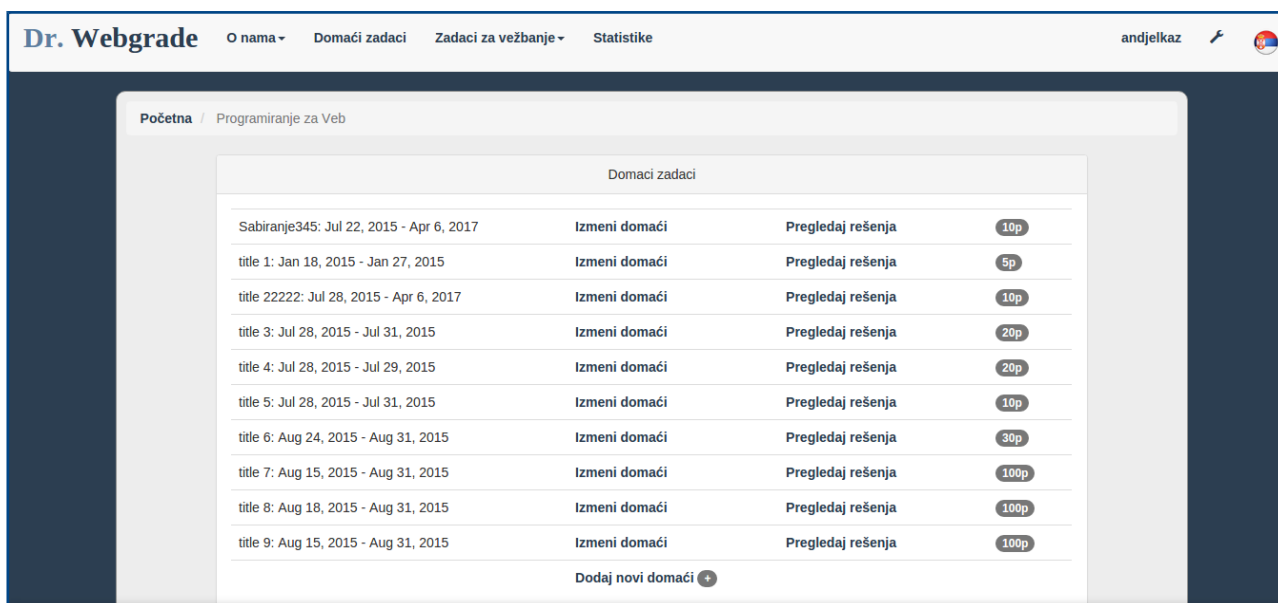 Dr. Webgrade O nama Domaći zadaci Zadaci za vežbanje Statistike andjelkaz
Početna / Programiranje za Veb
Domaci zadaci
Sabiranje345: Jul 22, 2015 - Apr 6, 2017 Izmeni domaći Pregledaj rešenja 10p
title 1: Jan 18, 2015 - Jan 27, 2015 Izmeni domaći Pregledaj rešenja 5p
title 22222: Jul 28, 2015 - Apr 6, 2017 Izmeni domaći Pregledaj rešenja 10p
title 3: Jul 28, 2015 - Jul 31, 2015 Izmeni domaći Pregledaj rešenja 20p
title 4: Jul 28, 2015 - Jul 29, 2015 Izmeni domaći Pregledaj rešenja 20p
title 5: Jul 28, 2015 - Jul 31, 2015 Izmeni domaći Pregledaj rešenja 10p
title 6: Aug 24, 2015 - Aug 31, 2015 Izmeni domaći Pregledaj rešenja 30p
title 7: Aug 15, 2015 - Aug 31, 2015 Izmeni domaći Pregledaj rešenja 100p
title 8: Aug 18, 2015 - Aug 31, 2015 Izmeni domaći Pregledaj rešenja 100p
title 9: Aug 15, 2015 - Aug 31, 2015 Izmeni domaći Pregledaj rešenja 100p
Dodaj novi domaći +